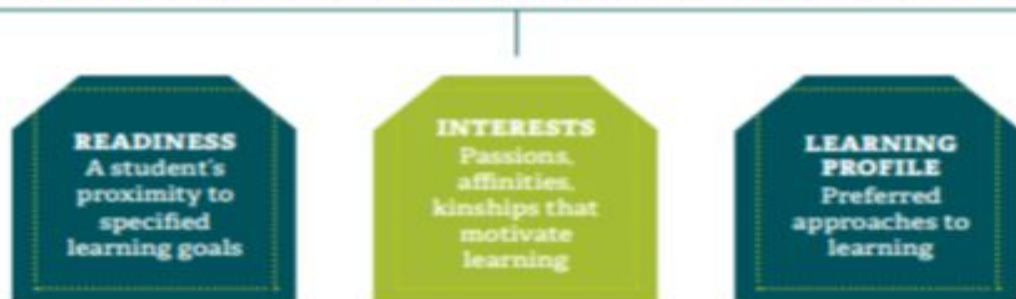 READINESS
A student's
proximity to
specified
learning goals
INTERESTS
Passions,
affinities,
kinships that
motivate
learning
LEARNING
PROFILE
Preferred
approaches to
learning